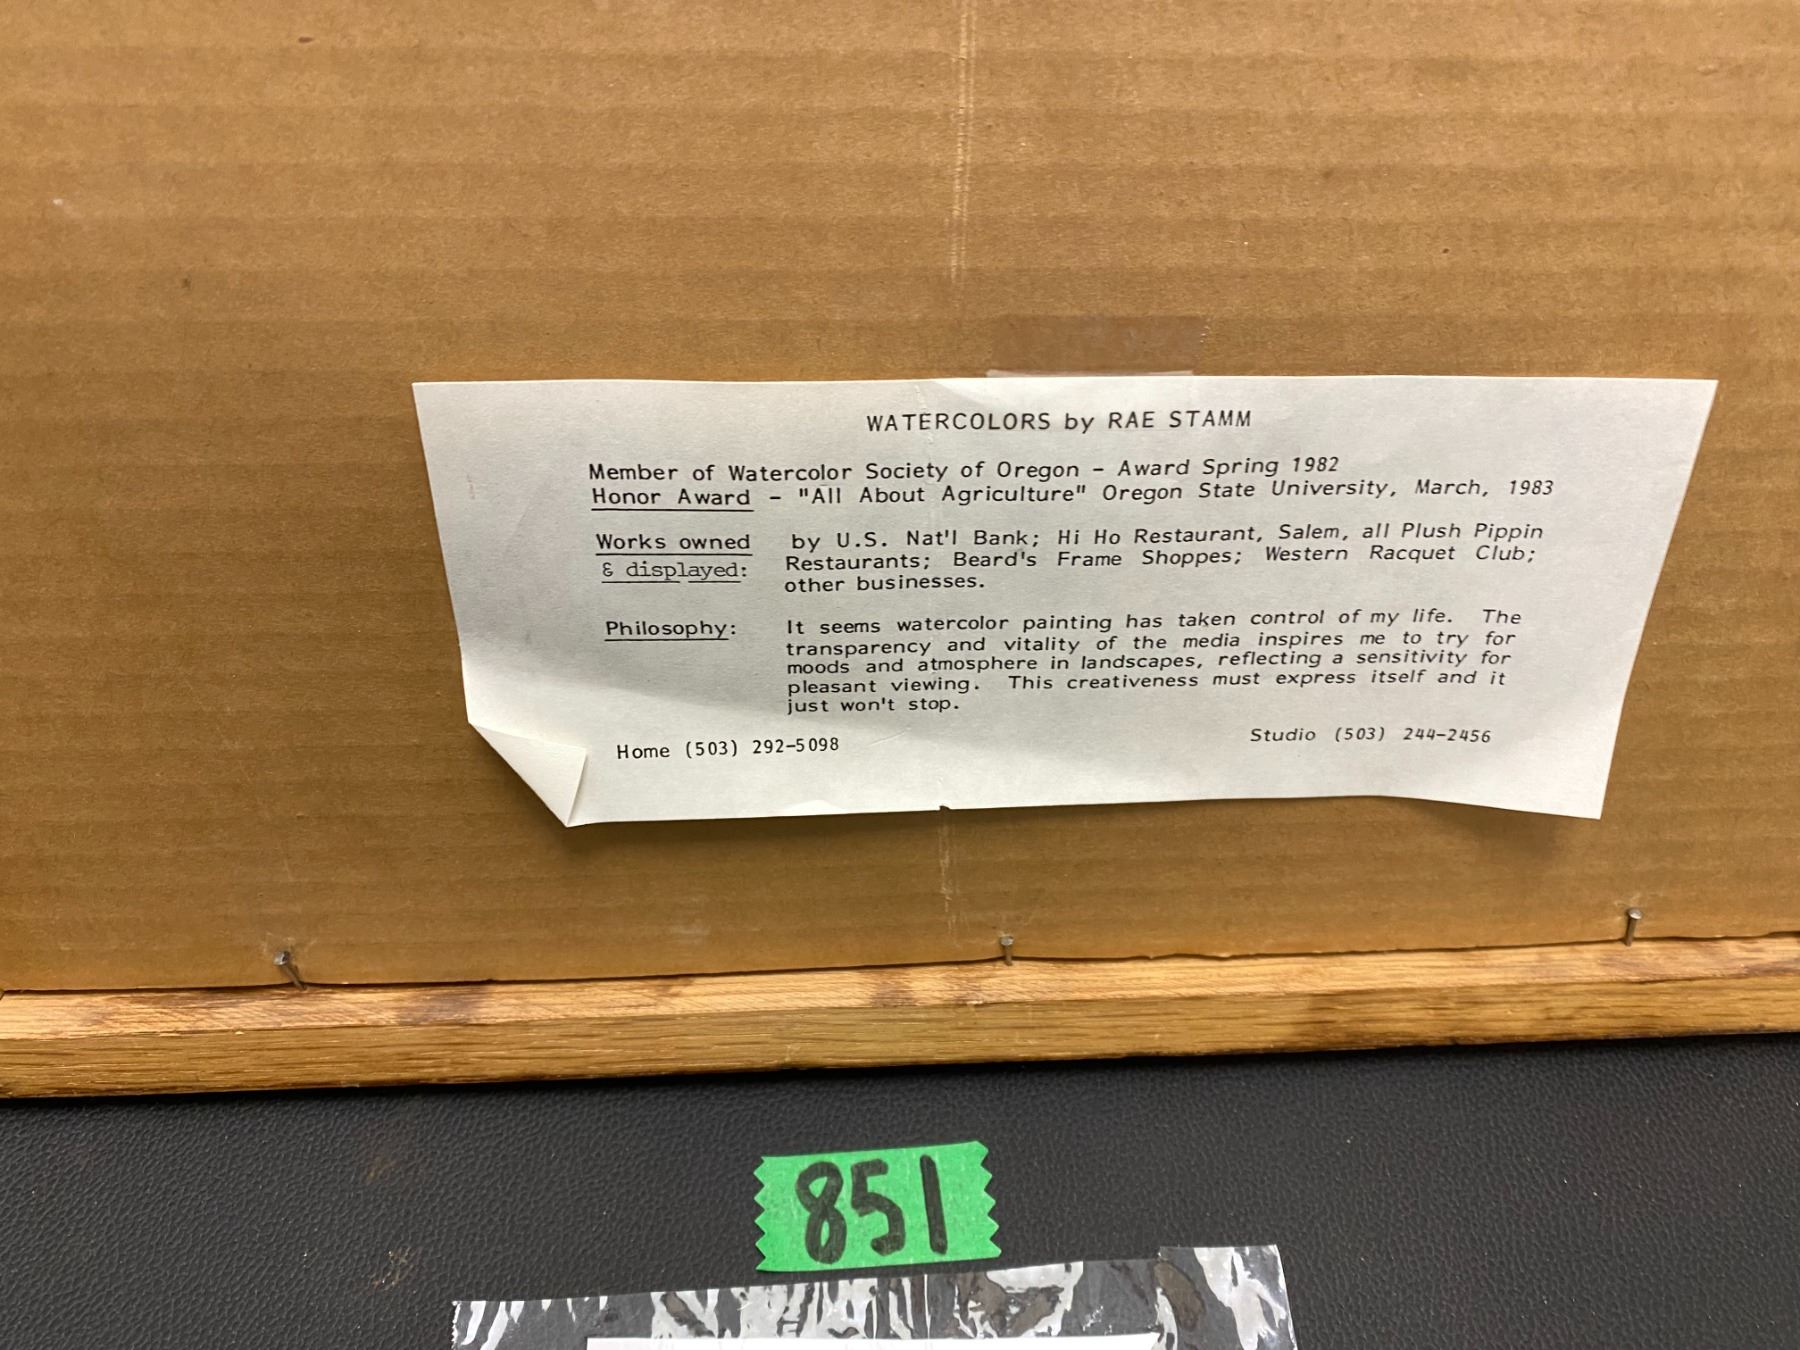 WATERCOLORS by RAE STAMM
Member of Watercolor Society of Oregon - Award Spring 1982
Honor Award - "All About Agriculture" Oregon State University, March, 1983
Works owned & displayed: by U.S. Nat'l Bank; Hi Ho Restaurant, Salem, all Plush Pippin
Restaurants; Beard's Frame Shoppes; Western Racquet Club;
other businesses.
Philosophy: It seems watercolor painting has taken control of my life. The
transparency and vitality of the media inspires me to try for
moods and atmosphere in landscapes, reflecting a sensitivity for
pleasant viewing. This creativeness must express itself and it
just won't stop.
Home (503) 292-5098 Studio (503) 244-2456
851